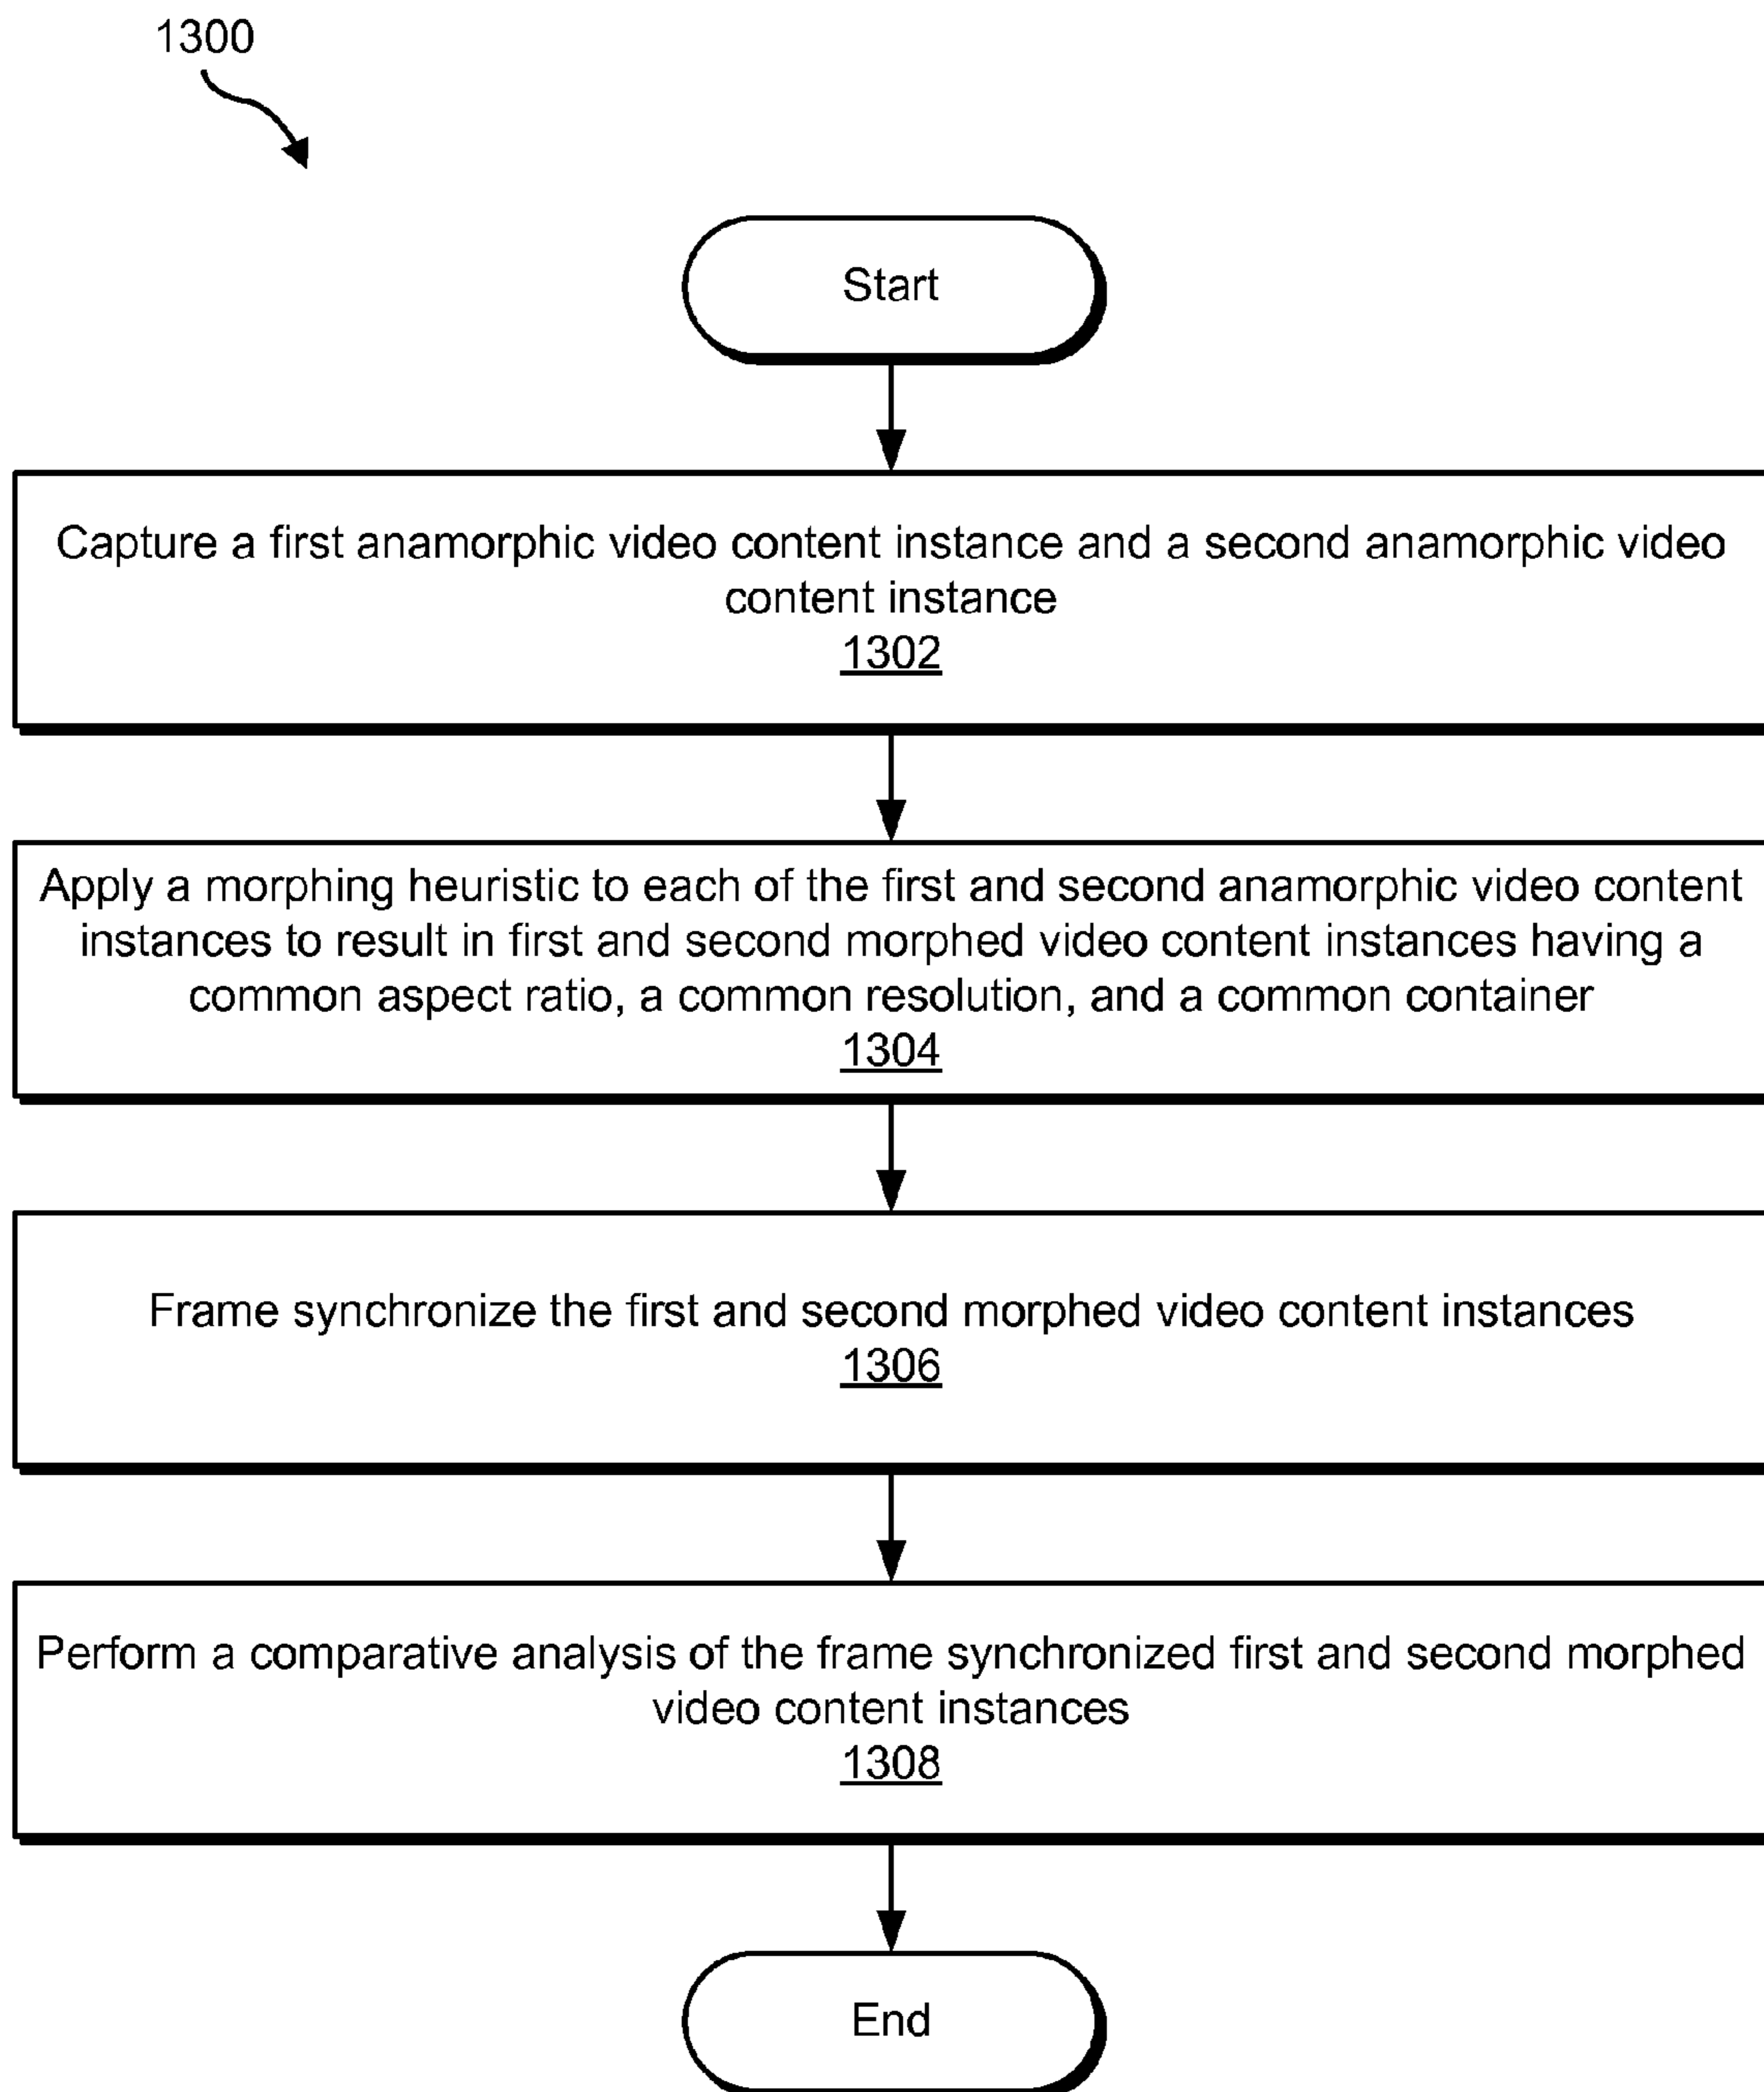 1300
Start
Capture a first anamorphic video content instance and a second anamorphic video
content instance
1302
Apply a morphing heuristic to each of the first and second anamorphic video content
instances to result in first and second morphed video content instances having a
common aspect ratio, a common resolution, and a common container
1304
Frame synchronize the first and second morphed video content instances
1306
Perform a comparative analysis of the frame synchronized first and second morphed
video content instances
1308
End